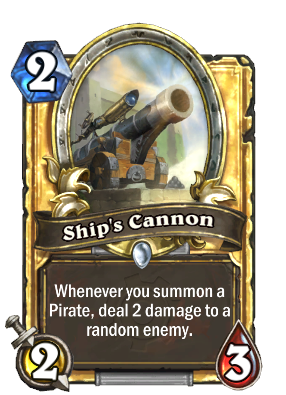 2
Ship's Cannon
Whenever you summon a
Pirate, deal 2 damage to a
random enemy.
2
3